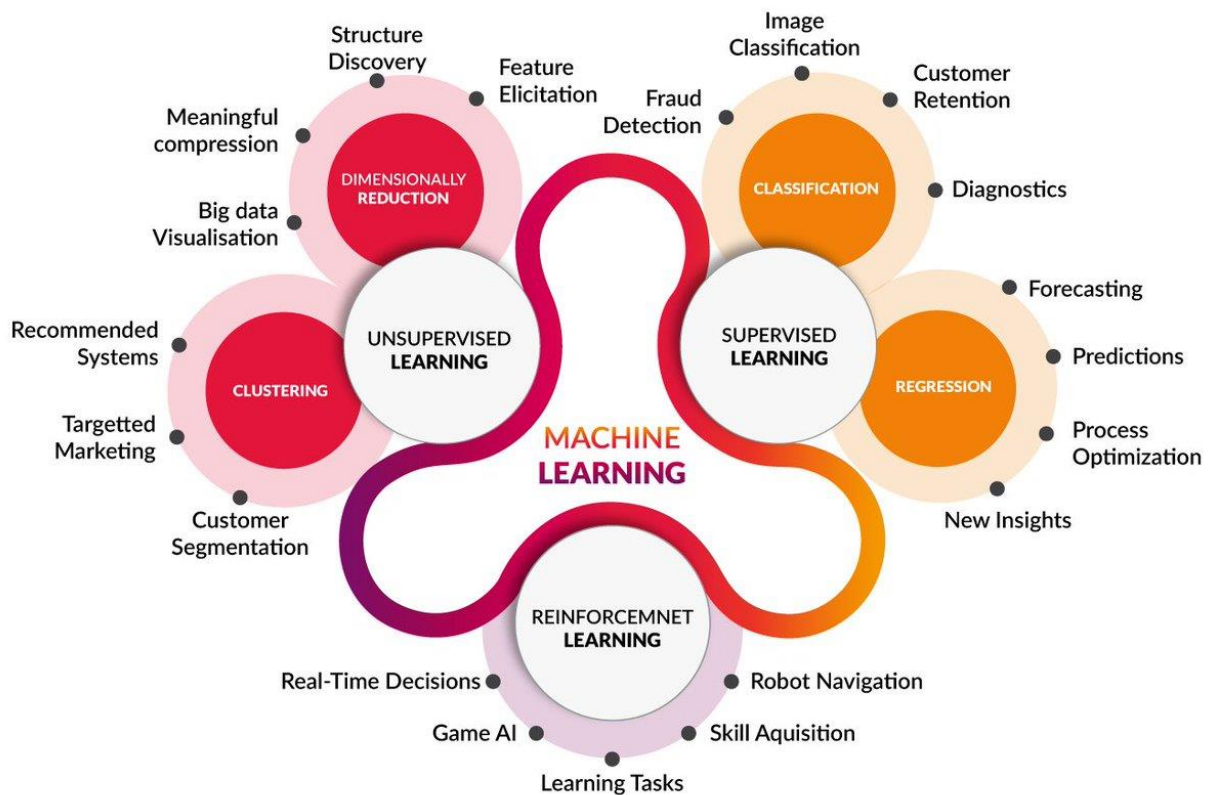 Structure
Discovery
Feature
Elicitation
Meaningful
compression
Big data
Visualisation
DIMENSIONALLY
REDUCTION
Recommended
Systems
Targetted
Marketing
Customer
Segmentation
CLUSTERING
UNSUPERVISED
LEARNING
Image
Classification
Fraud
Detection
Customer
Retention
Diagnostics
CLASSIFICATION
SUPERVISED
LEARNING
Forecasting
Predictions
Process
Optimization
New Insights
REGRESSION
MACHINE
LEARNING
REINFORCEMNET
LEARNING
Real-Time Decisions
Game AI
Learning Tasks
Skill Aquisition
Robot Navigation